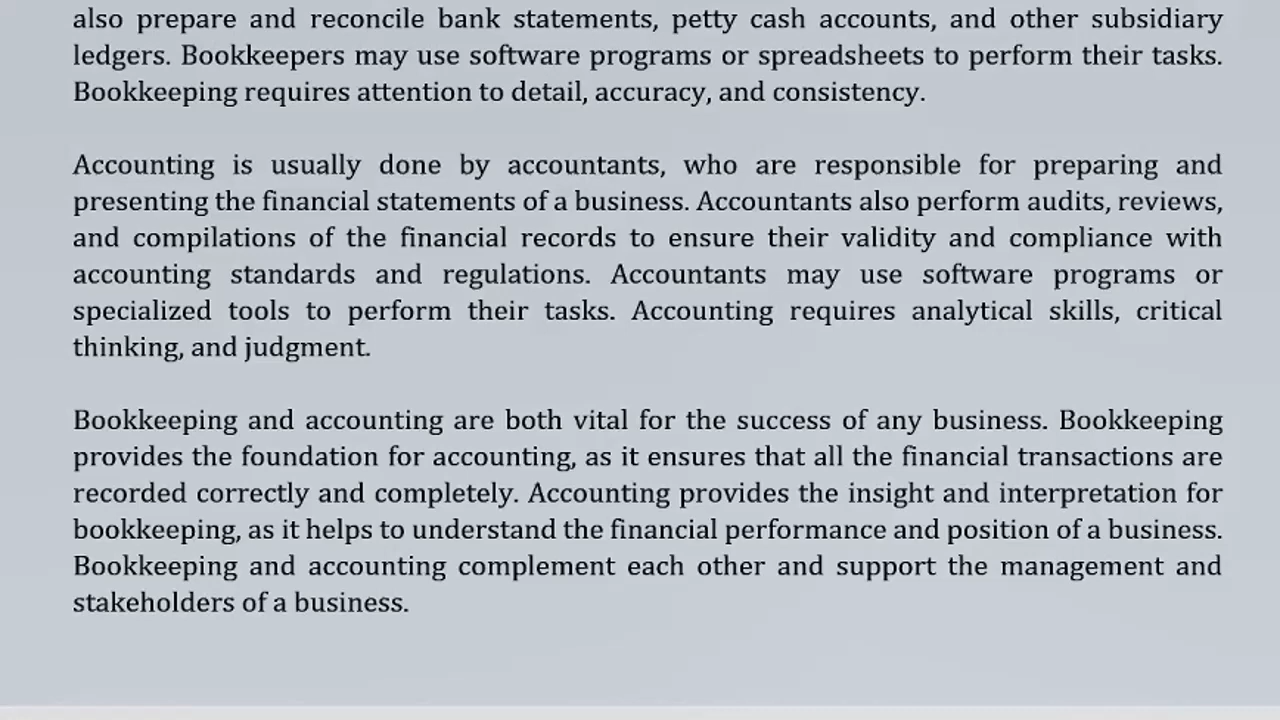 also prepare and reconcile bank statements, petty cash accounts, and other subsidiary
ledgers. Bookkeepers may use software programs or spreadsheets to perform their tasks.
Bookkeeping requires attention to detail, accuracy, and consistency.
Accounting is usually done by accountants, who are responsible for preparing and
presenting the financial statements of a business. Accountants also perform audits, reviews,
and compilations of the financial records to ensure their validity and compliance with
accounting standards and regulations. Accountants may use software programs or
specialized tools to perform their tasks. Accounting requires analytical skills, critical
thinking, and judgment.
Bookkeeping and accounting are both vital for the success of any business. Bookkeeping
provides the foundation for accounting, as it ensures that all the financial transactions are
recorded correctly and completely. Accounting provides the insight and interpretation for
bookkeeping, as it helps to understand the financial performance and position of a business.
Bookkeeping and accounting complement each other and support the management and
stakeholders of a business.